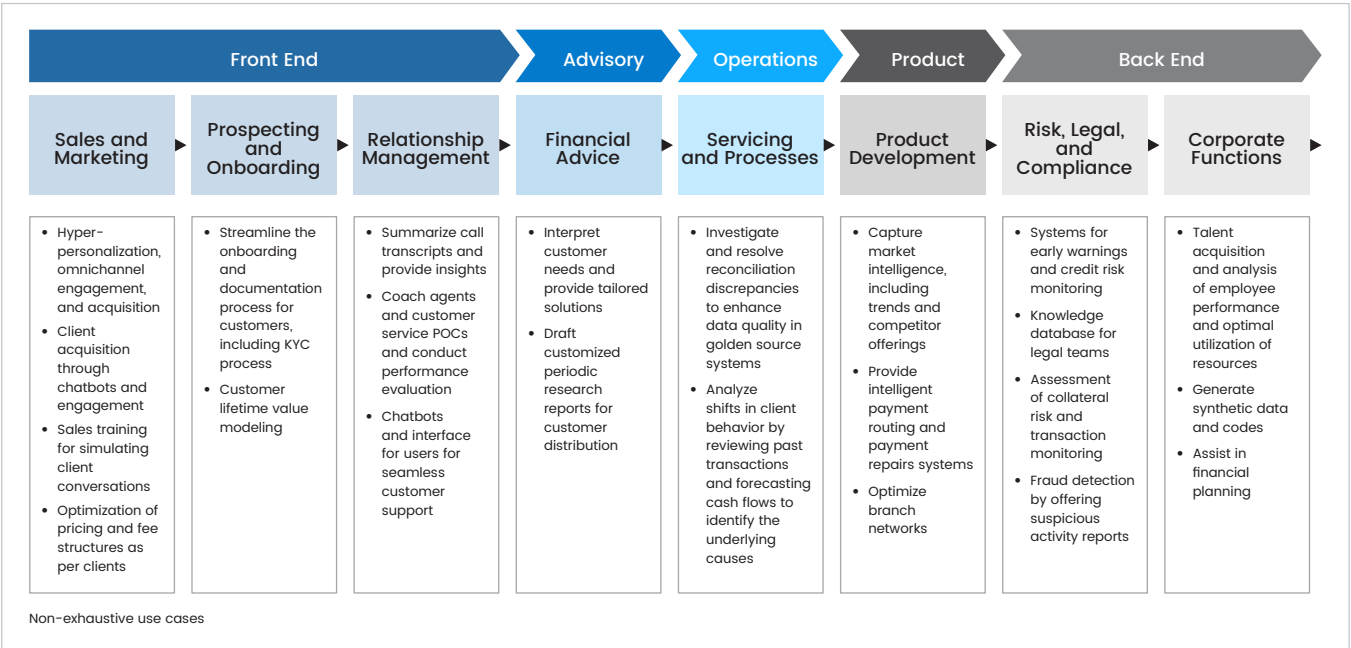 Front End
Advisory
Operations
Product
Back End
Sales and
Marketing
Prospecting
and
Onboarding
Relationship
Management
Financial
Advice
Servicing
and Processes
Product
Development
Risk, Legal,
and
Compliance
Corporate
Functions
• Hyper-
personalization,
omnichannel
engagement,
and acquisition
• Client
acquisition
through
chatbots and
engagement
• Sales training
for simulating
client
conversations
• Optimization of
pricing and fee
structures as
per clients
• Streamline the
onboarding
and
documentation
process for
customers,
including KYC
process
• Customer
lifetime value
modeling
• Summarize call
transcripts and
provide insights
• Coach agents
and customer
service POCs
and conduct
performance
evaluation
• Chatbots
and interface
for users for
seamless
customer
support
• Interpret
customer
needs and
provide tailored
solutions
• Draft
customized
periodic
research
reports for
customer
distribution
• Investigate
and resolve
reconciliation
discrepancies
to enhance
data quality in
golden source
systems
• Analyze
shifts in client
behavior by
reviewing past
transactions
and forecasting
cash flows to
identify the
underlying
causes
• Capture
market
intelligence,
including
trends and
competitor
offerings
• Provide
intelligent
payment
routing and
payment
repairs systems
• Optimize
branch
networks
• Systems for
early warnings
and credit risk
monitoring
• Knowledge
database for
legal teams
• Assessment
of collateral
risk and
transaction
monitoring
• Fraud detection
by offering
suspicious
activity reports
• Talent
acquisition
and analysis
of employee
performance
and optimal
utilization of
resources
• Generate
synthetic data
and codes
• Assist in
financial
planning
Non-exhaustive use cases